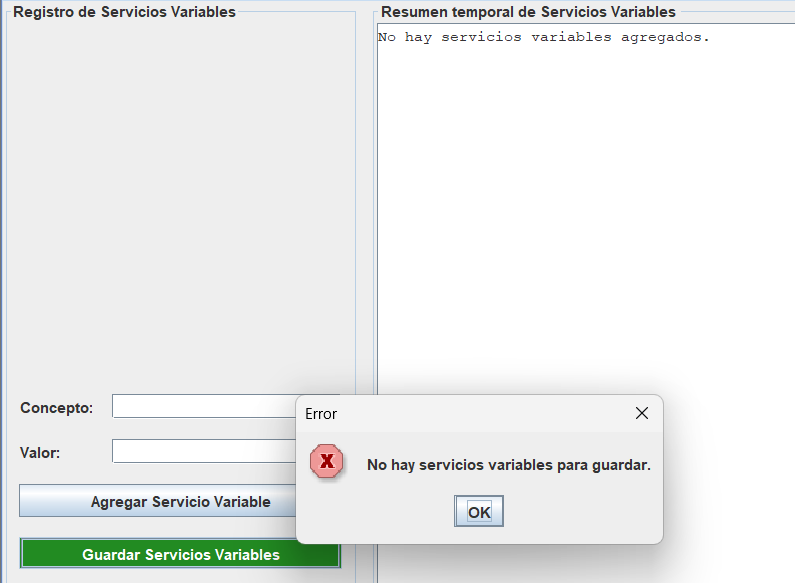 Registro de Servicios Variables
Resumen temporal de Servicios Variables
No hay servicios variables agregados.
Concepto:
Valor:
Agregar Servicio Variable
Guardar Servicios Variables
Error
X
No hay servicios variables para guardar.
OK